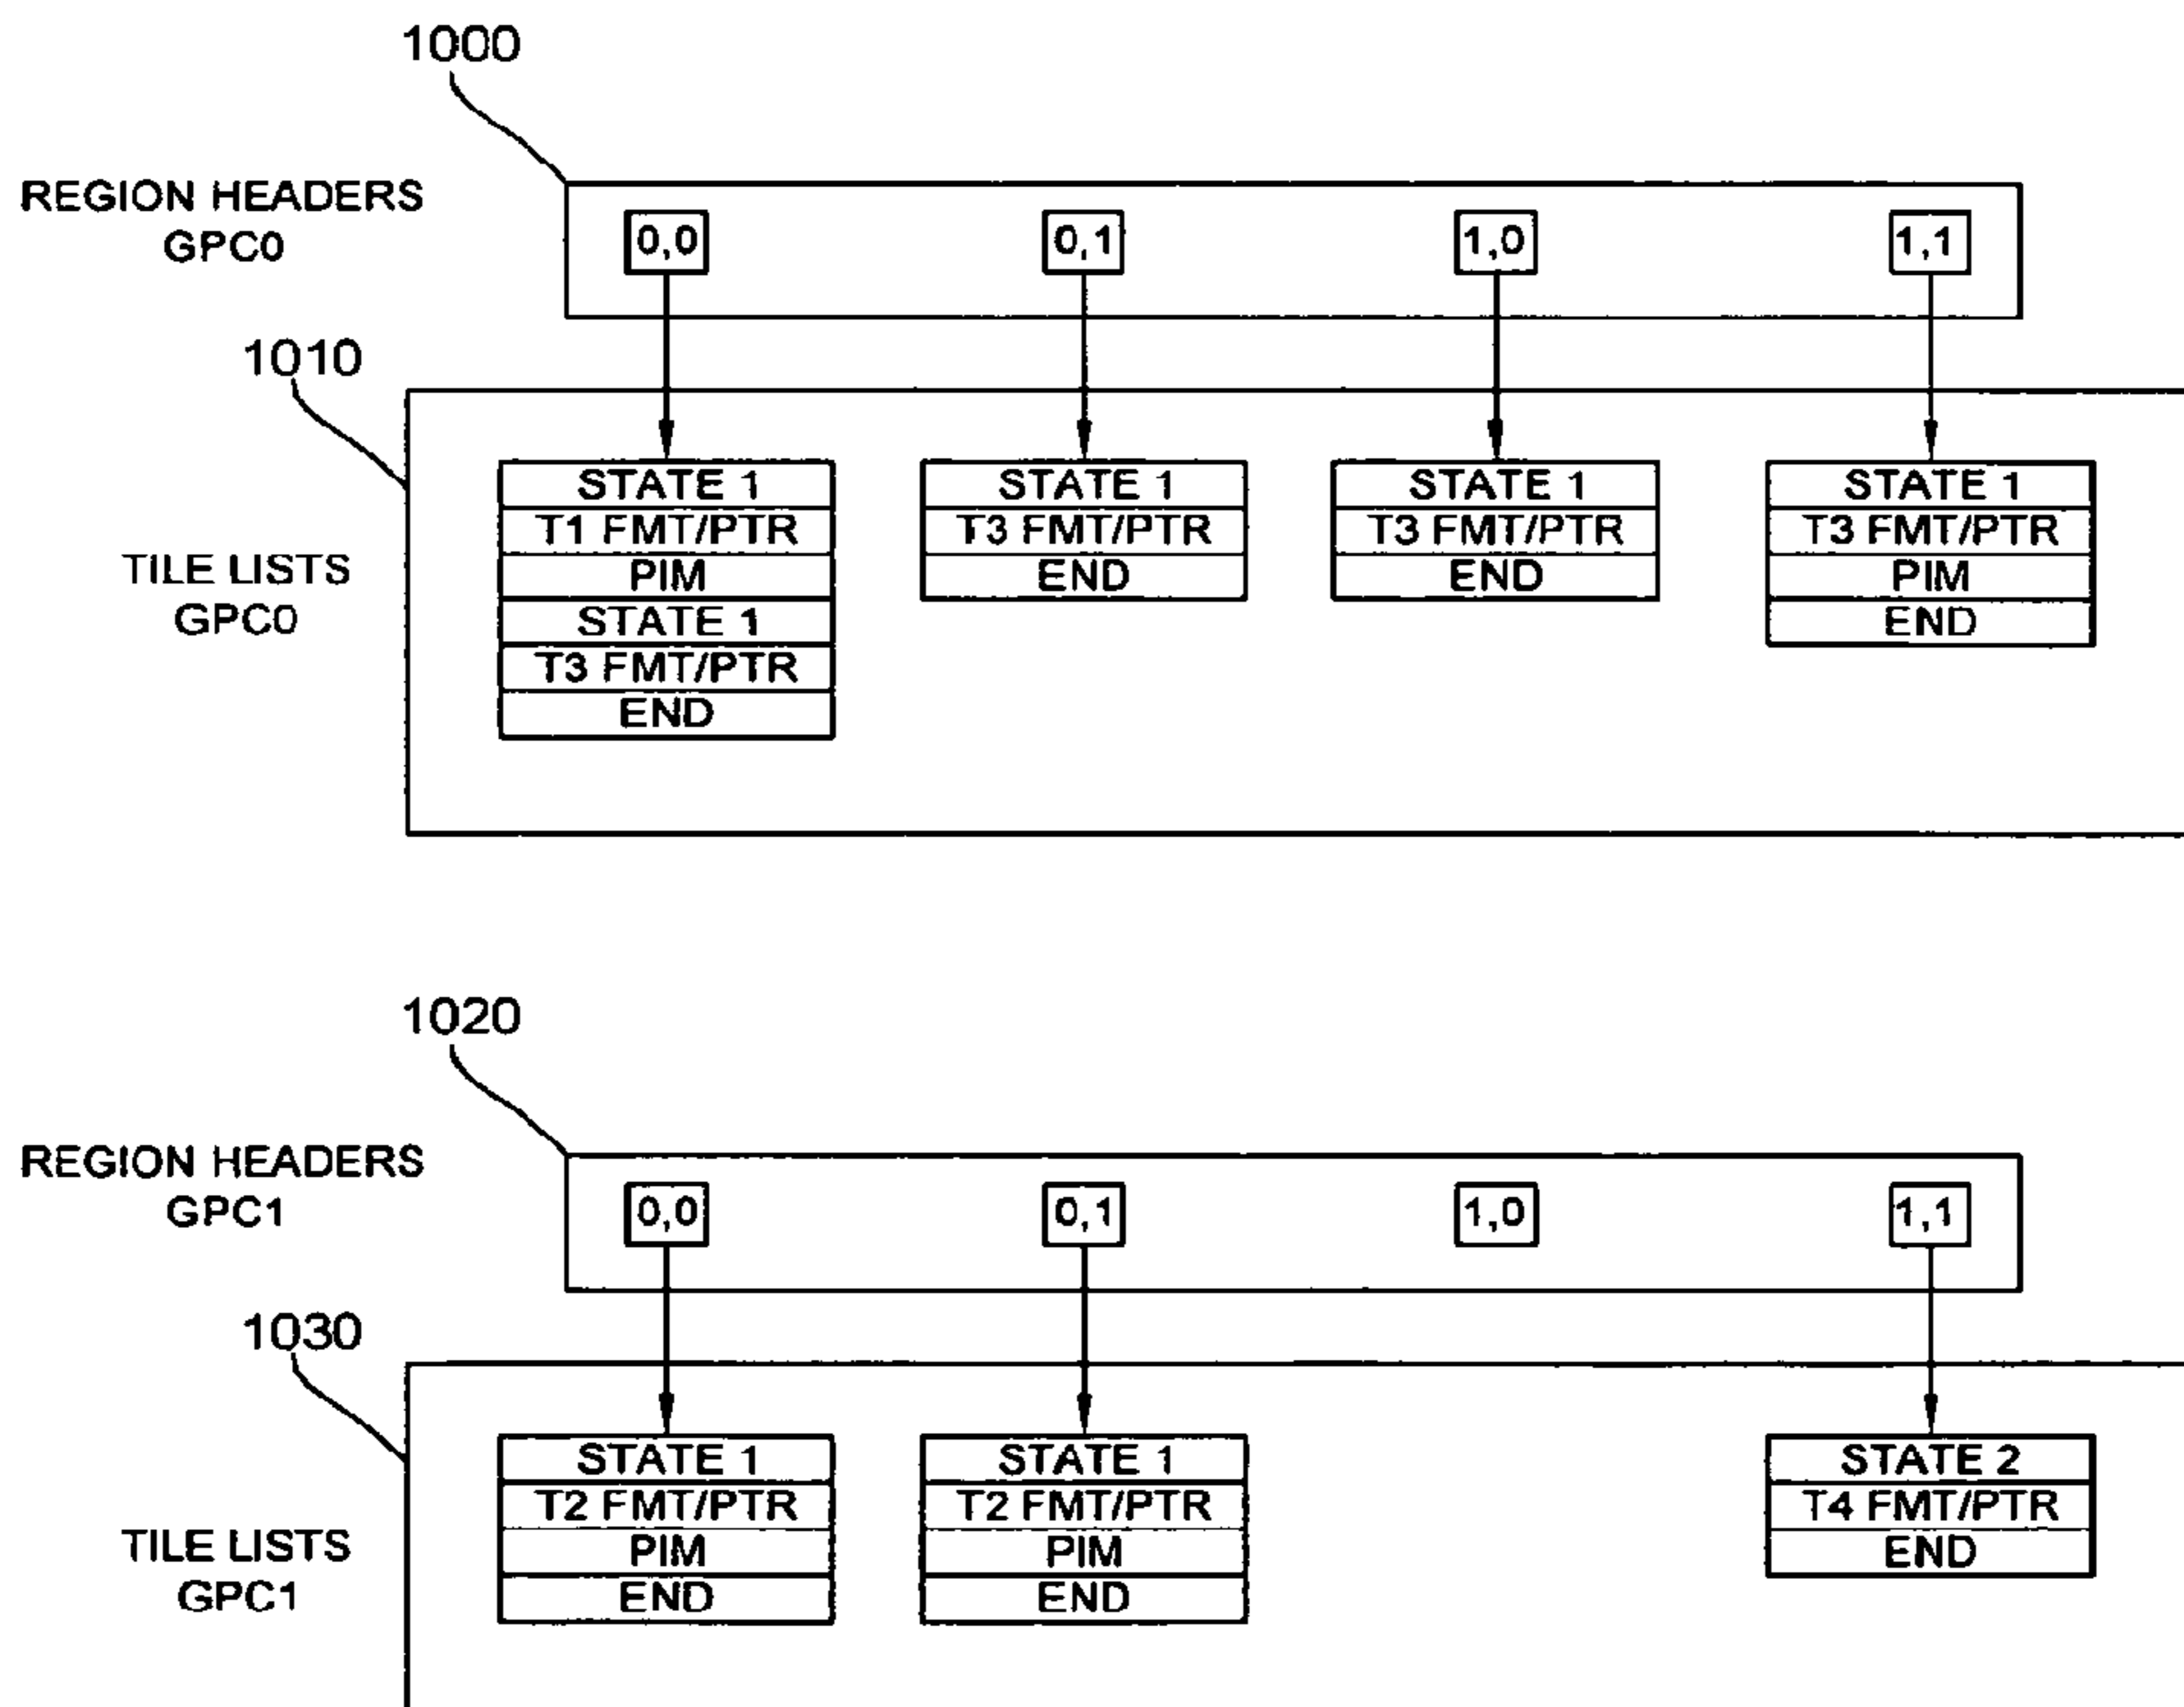 1000
REGION HEADERS
GPC0
0,0
0,1
1,0
1,1
1010
TILE LISTS
GPC0
STATE 1
T1 FMT/PTR
PIM
STATE 1
T3 FMT/PTR
END
STATE 1
T3 FMT/PTR
END
STATE 1
T3 FMT/PTR
END
STATE 1
T3 FMT/PTR
PIM
END
1020
REGION HEADERS
GPC1
0,0
0,1
1,0
1,1
1030
TILE LISTS
GPC1
STATE 1
T2 FMT/PTR
PIM
END
STATE 1
T2 FMT/PTR
PIM
END
STATE 2
T4 FMT/PTR
END